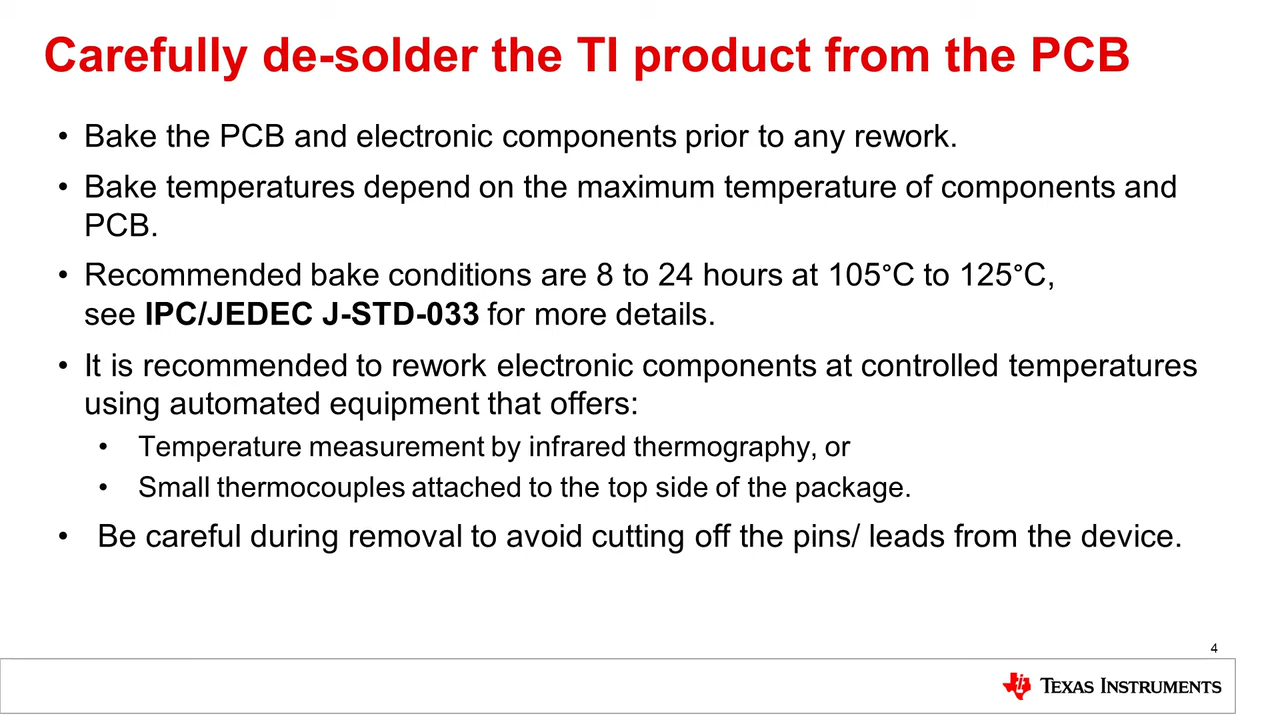 Carefully de-solder the TI product from the PCB
• Bake the PCB and electronic components prior to any rework.
• Bake temperatures depend on the maximum temperature of components and
PCB.
• Recommended bake conditions are 8 to 24 hours at 105°C to 125°C,
see IPC/JEDEC J-STD-033 for more details.
• It is recommended to rework electronic components at controlled temperatures
using automated equipment that offers:
• Temperature measurement by infrared thermography, or
• Small thermocouples attached to the top side of the package.
• Be careful during removal to avoid cutting off the pins/ leads from the device.
4
TEXAS INSTRUMENTS